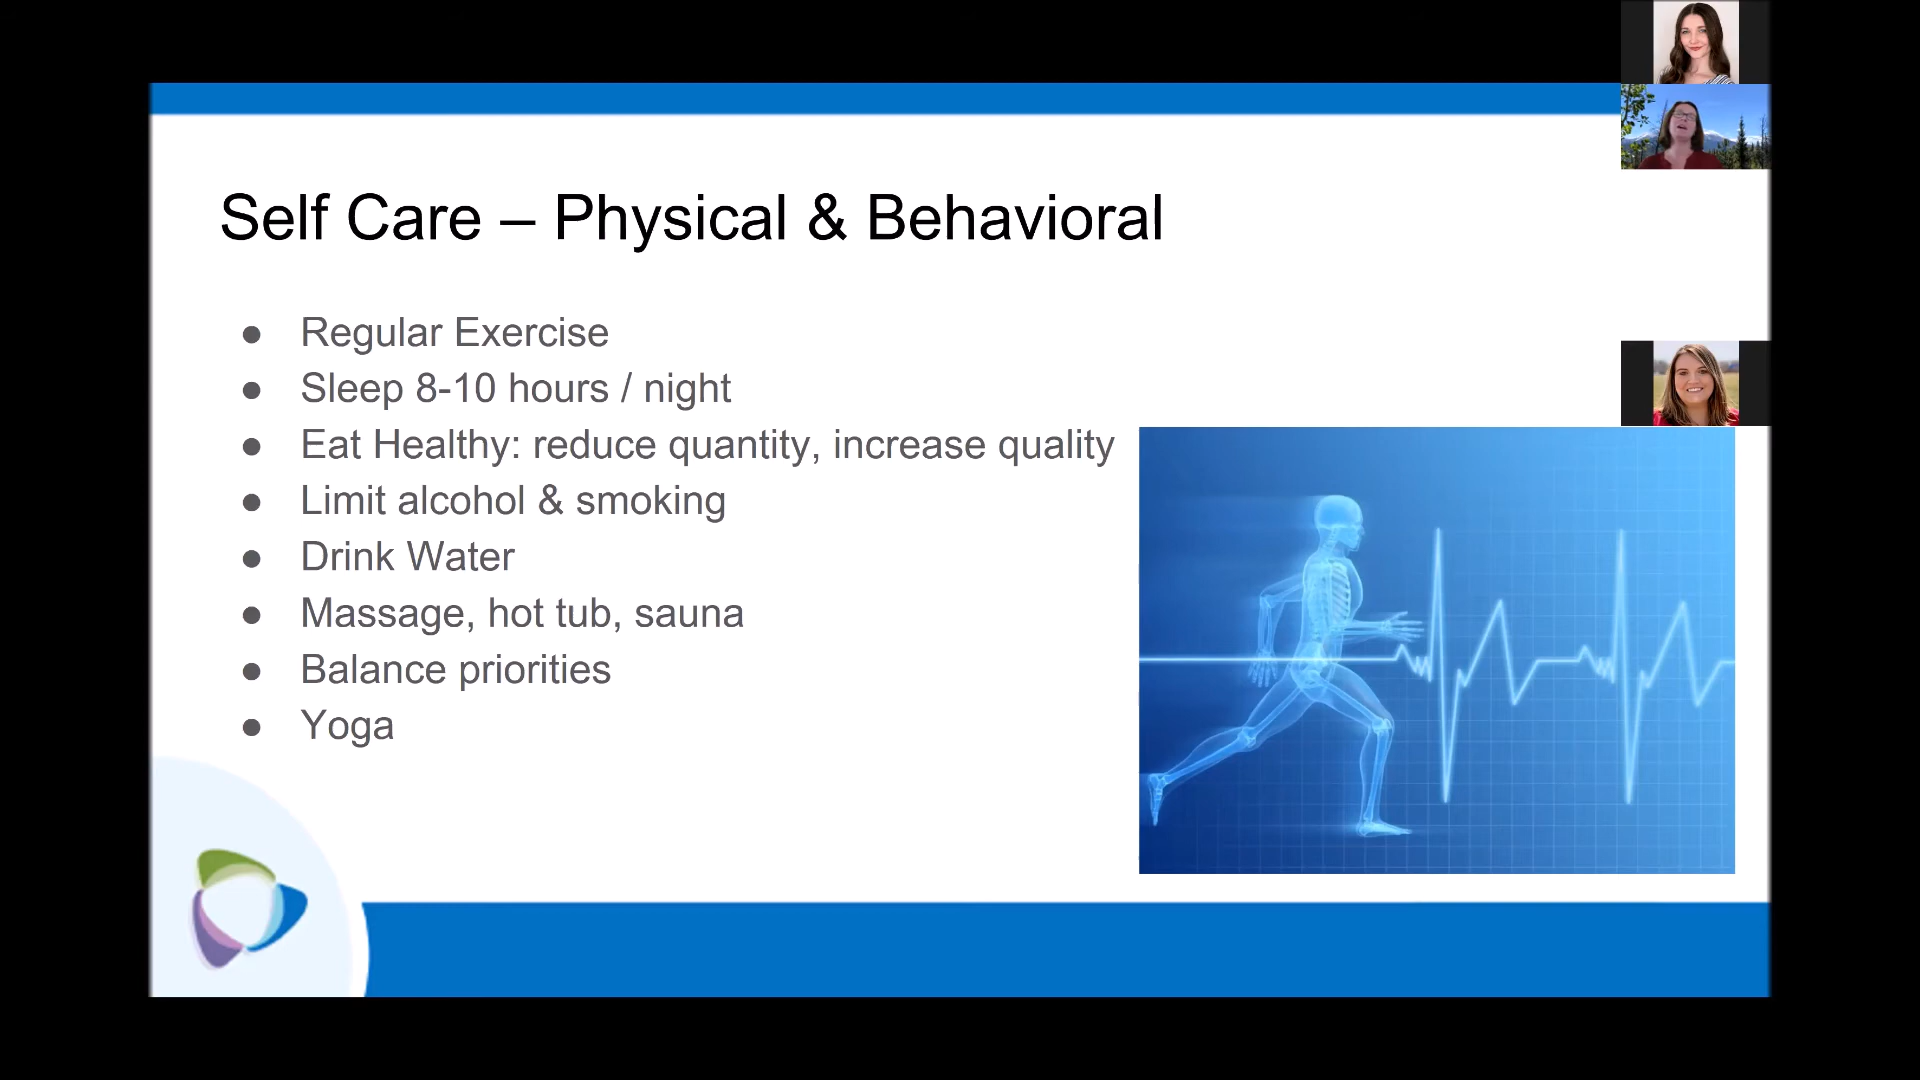 Self Care – Physical & Behavioral
● Regular Exercise
● Sleep 8-10 hours / night
● Eat Healthy: reduce quantity, increase quality
● Limit alcohol & smoking
● Drink Water
● Massage, hot tub, sauna
● Balance priorities
● Yoga